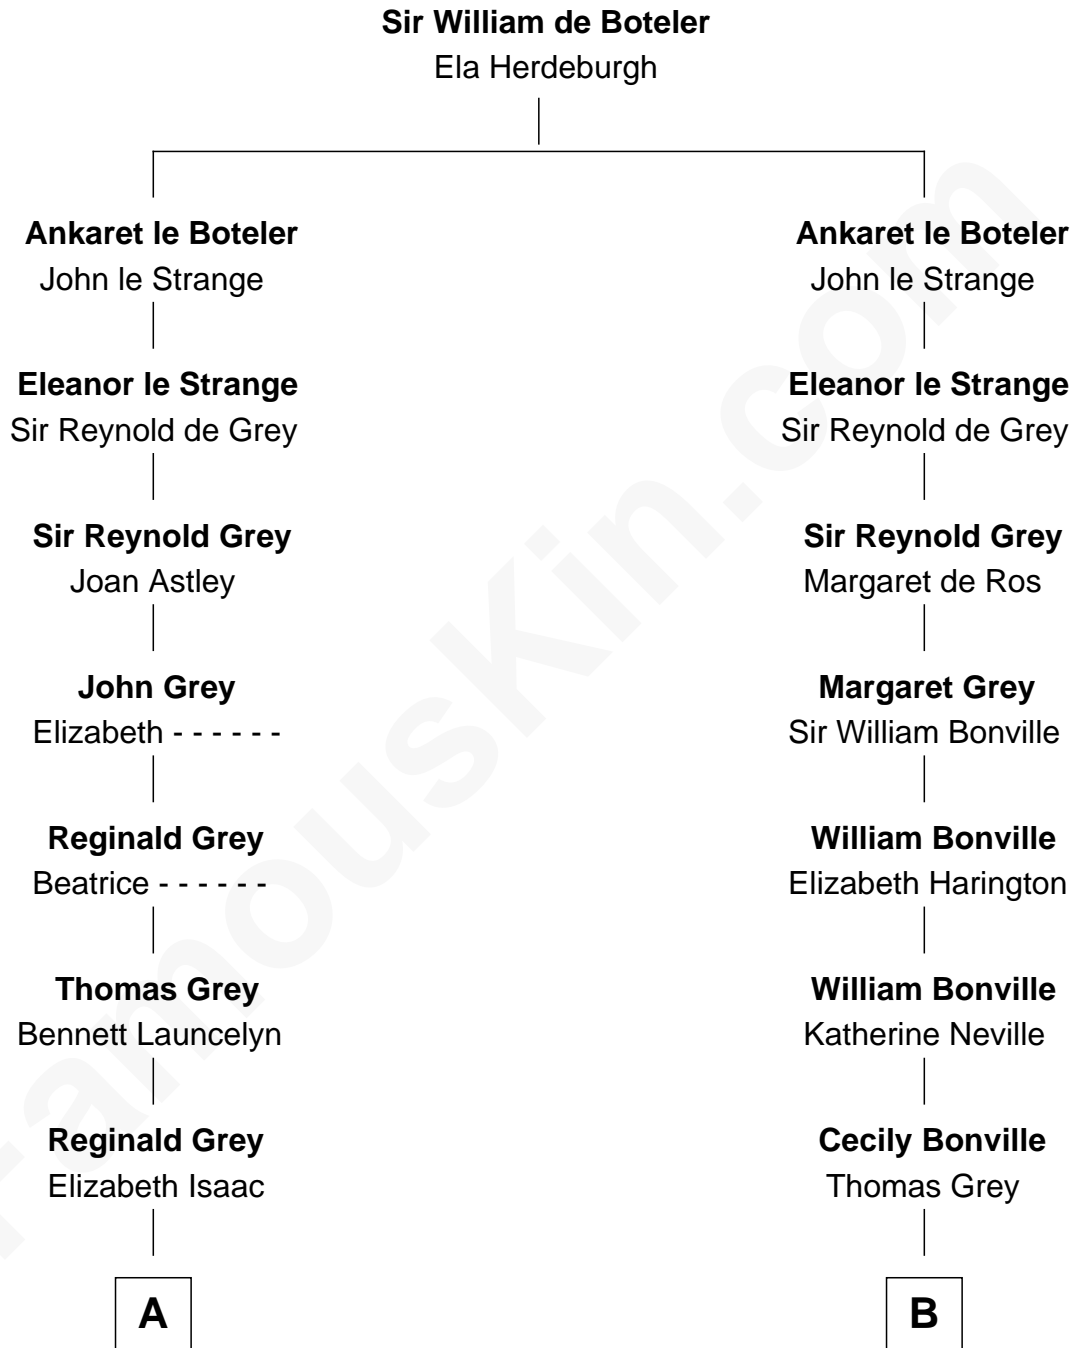 Sir William de Boteler
Ela Herdeburgh
Ankaret le Boteler
John le Strange
Eleanor le Strange
Sir Reynold de Grey
Sir Reynold Grey
Joan Astley
John Grey
Elizabeth - - - - - -
Reginald Grey
Beatrice - - - - - -
Thomas Grey
Bennett Launcelyn
Reginald Grey
Elizabeth Isaac
A
Ankaret le Boteler
John le Strange
Eleanor le Strange
Sir Reynold de Grey
Sir Reynold Grey
Margaret de Ros
Margaret Grey
Sir William Bonville
William Bonville
Elizabeth Harington
William Bonville
Katherine Neville
Cecily Bonville
Thomas Grey
B
FamousKin.com